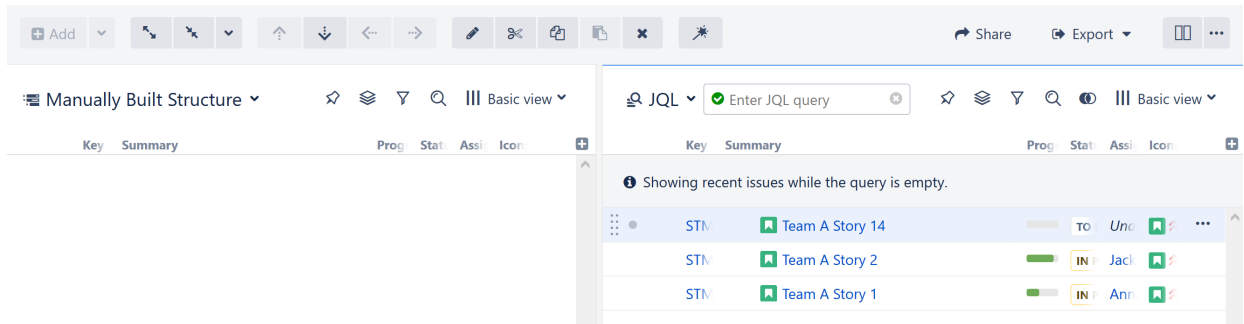 Add
Share
Export
Manually Built Structure
Basic view
JQL
Enter JQL query
Basic view
Key Summary Prog Stat Assi Icon
Key Summary Prog Stat Assi Icon
Showing recent issues while the query is empty.
STM Team A Story 14 TO Una
STM Team A Story 2 IN Jack
STM Team A Story 1 IN Ann